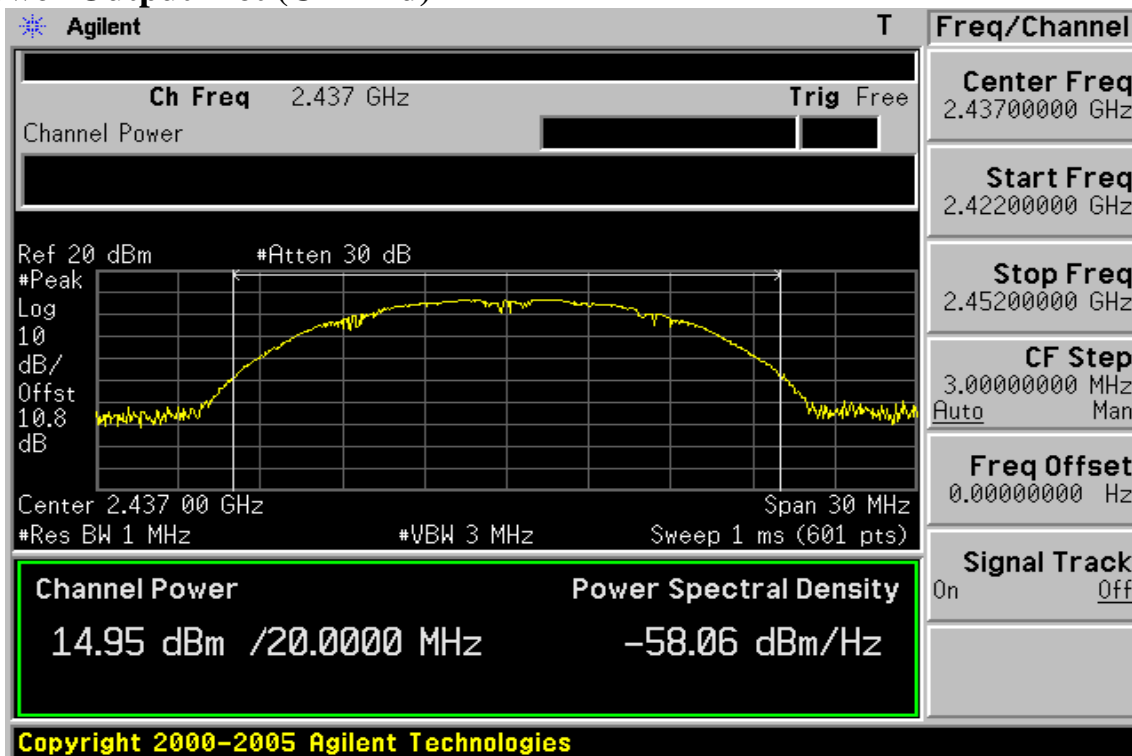 Agilent T Freq/Channel
Ch Freq 2.437 GHz Trig Free
Channel Power
Center Freq
2.43700000 GHz
Start Freq
2.42200000 GHz
Stop Freq
2.45200000 GHz
CF Step
3.00000000 MHz
Auto Man
Freq Offset
0.00000000 Hz
Signal Track
On Off
Ref 20 dBm #Atten 30 dB
#Peak
Log
10
dB/
Offst
10.8
dB
Center 2.437 00 GHz Span 30 MHz
#Res BW 1 MHz #VBW 3 MHz Sweep 1 ms (601 pts)
Channel Power Power Spectral Density
14.95 dBm /20.0000 MHz -58.06 dBm/Hz
Copyright 2000-2005 Agilent Technologies